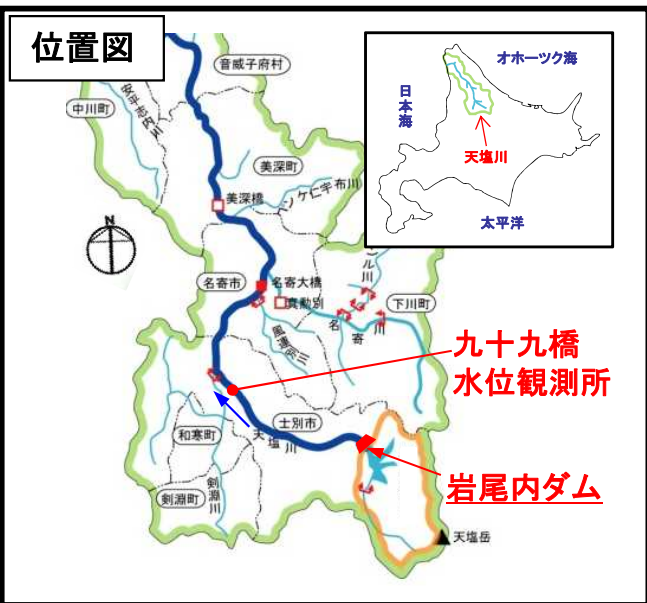 位置図
オホーツク海
日本海
天塩川
太平洋
音威子府村
中川町
安平志内川
美深町
美深橋
ペンケニウプ川
N
名寄市
名寄大橋
真勲別
下川町
名寄川
風連別川
九十九橋
水位観測所
士別市
天塩川
和寒町
剣淵町
剣淵川
岩尾内ダム
天塩岳